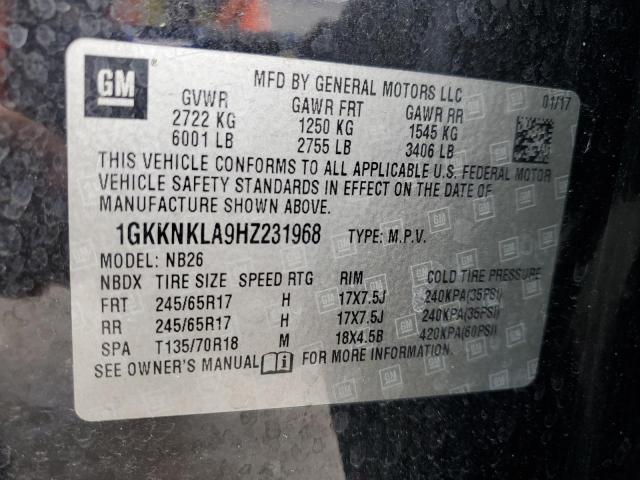 GM
MFD BY GENERAL MOTORS LLC
01/17
GVWR GAWR FRT GAWR RR
2722 KG 1250 KG 1545 KG
6001 LB 2755 LB 3406 LB
THIS VEHICLE CONFORMS TO ALL APPLICABLE U.S. FEDERAL MOTOR
VEHICLE SAFETY STANDARDS IN EFFECT ON THE DATE OF
MANUFACTURE SHOWN ABOVE.
1GKKNKLA9HZ231968 TYPE: M.P.V.
MODEL: NB26
NBDX TIRE SIZE SPEED RTG RIM COLD TIRE PRESSURE
FRT 245/65R17 H 17X7.5J 240KPA(35PSI)
RR 245/65R17 H 17X7.5J 240KPA(35PSI)
SPA T135/70R18 M 18X4.5B 420KPA(60PSI)
SEE OWNER'S MANUAL FOR MORE INFORMATION.